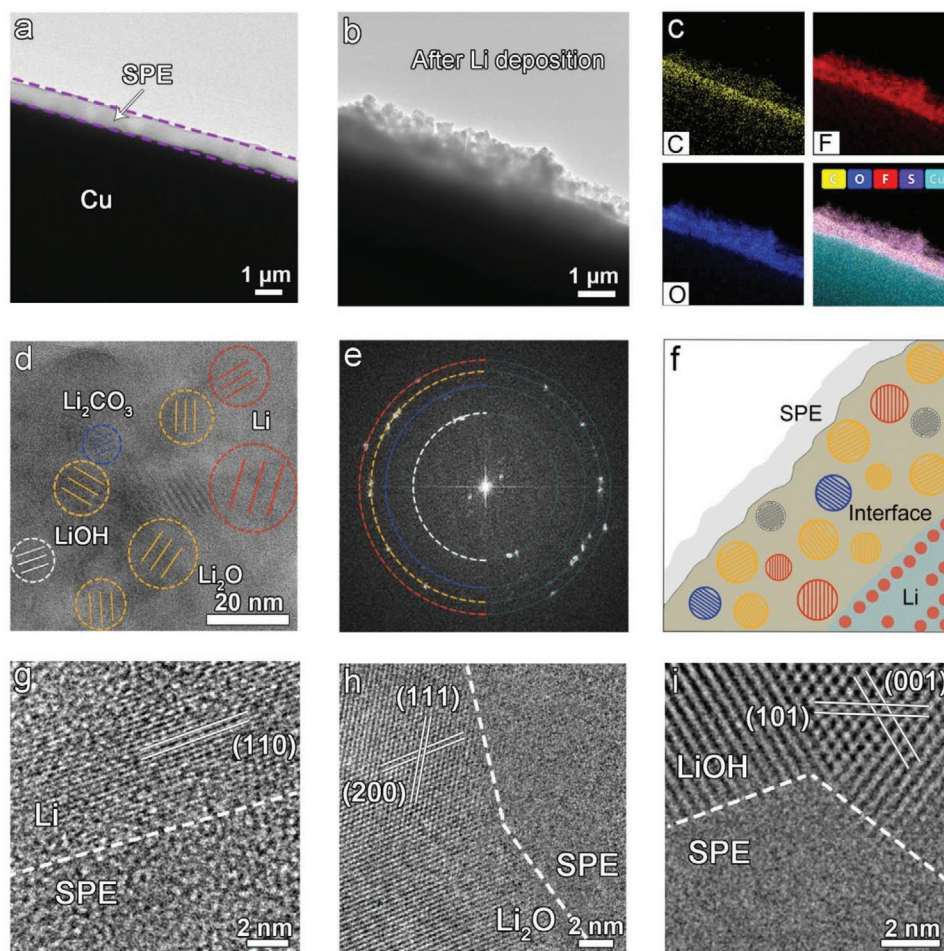 a
SPE
Cu
1 μm
b
After Li deposition
1 μm
c
C
F
O
C O F S Cu
d
Li₂CO₃
Li
LiOH
Li₂O
20 nm
e
f
SPE
Interface
Li
g
(110)
Li
SPE
2 nm
h
(111)
(200)
SPE
Li₂O
2 nm
i
(001)
(101)
LiOH
SPE
2 nm